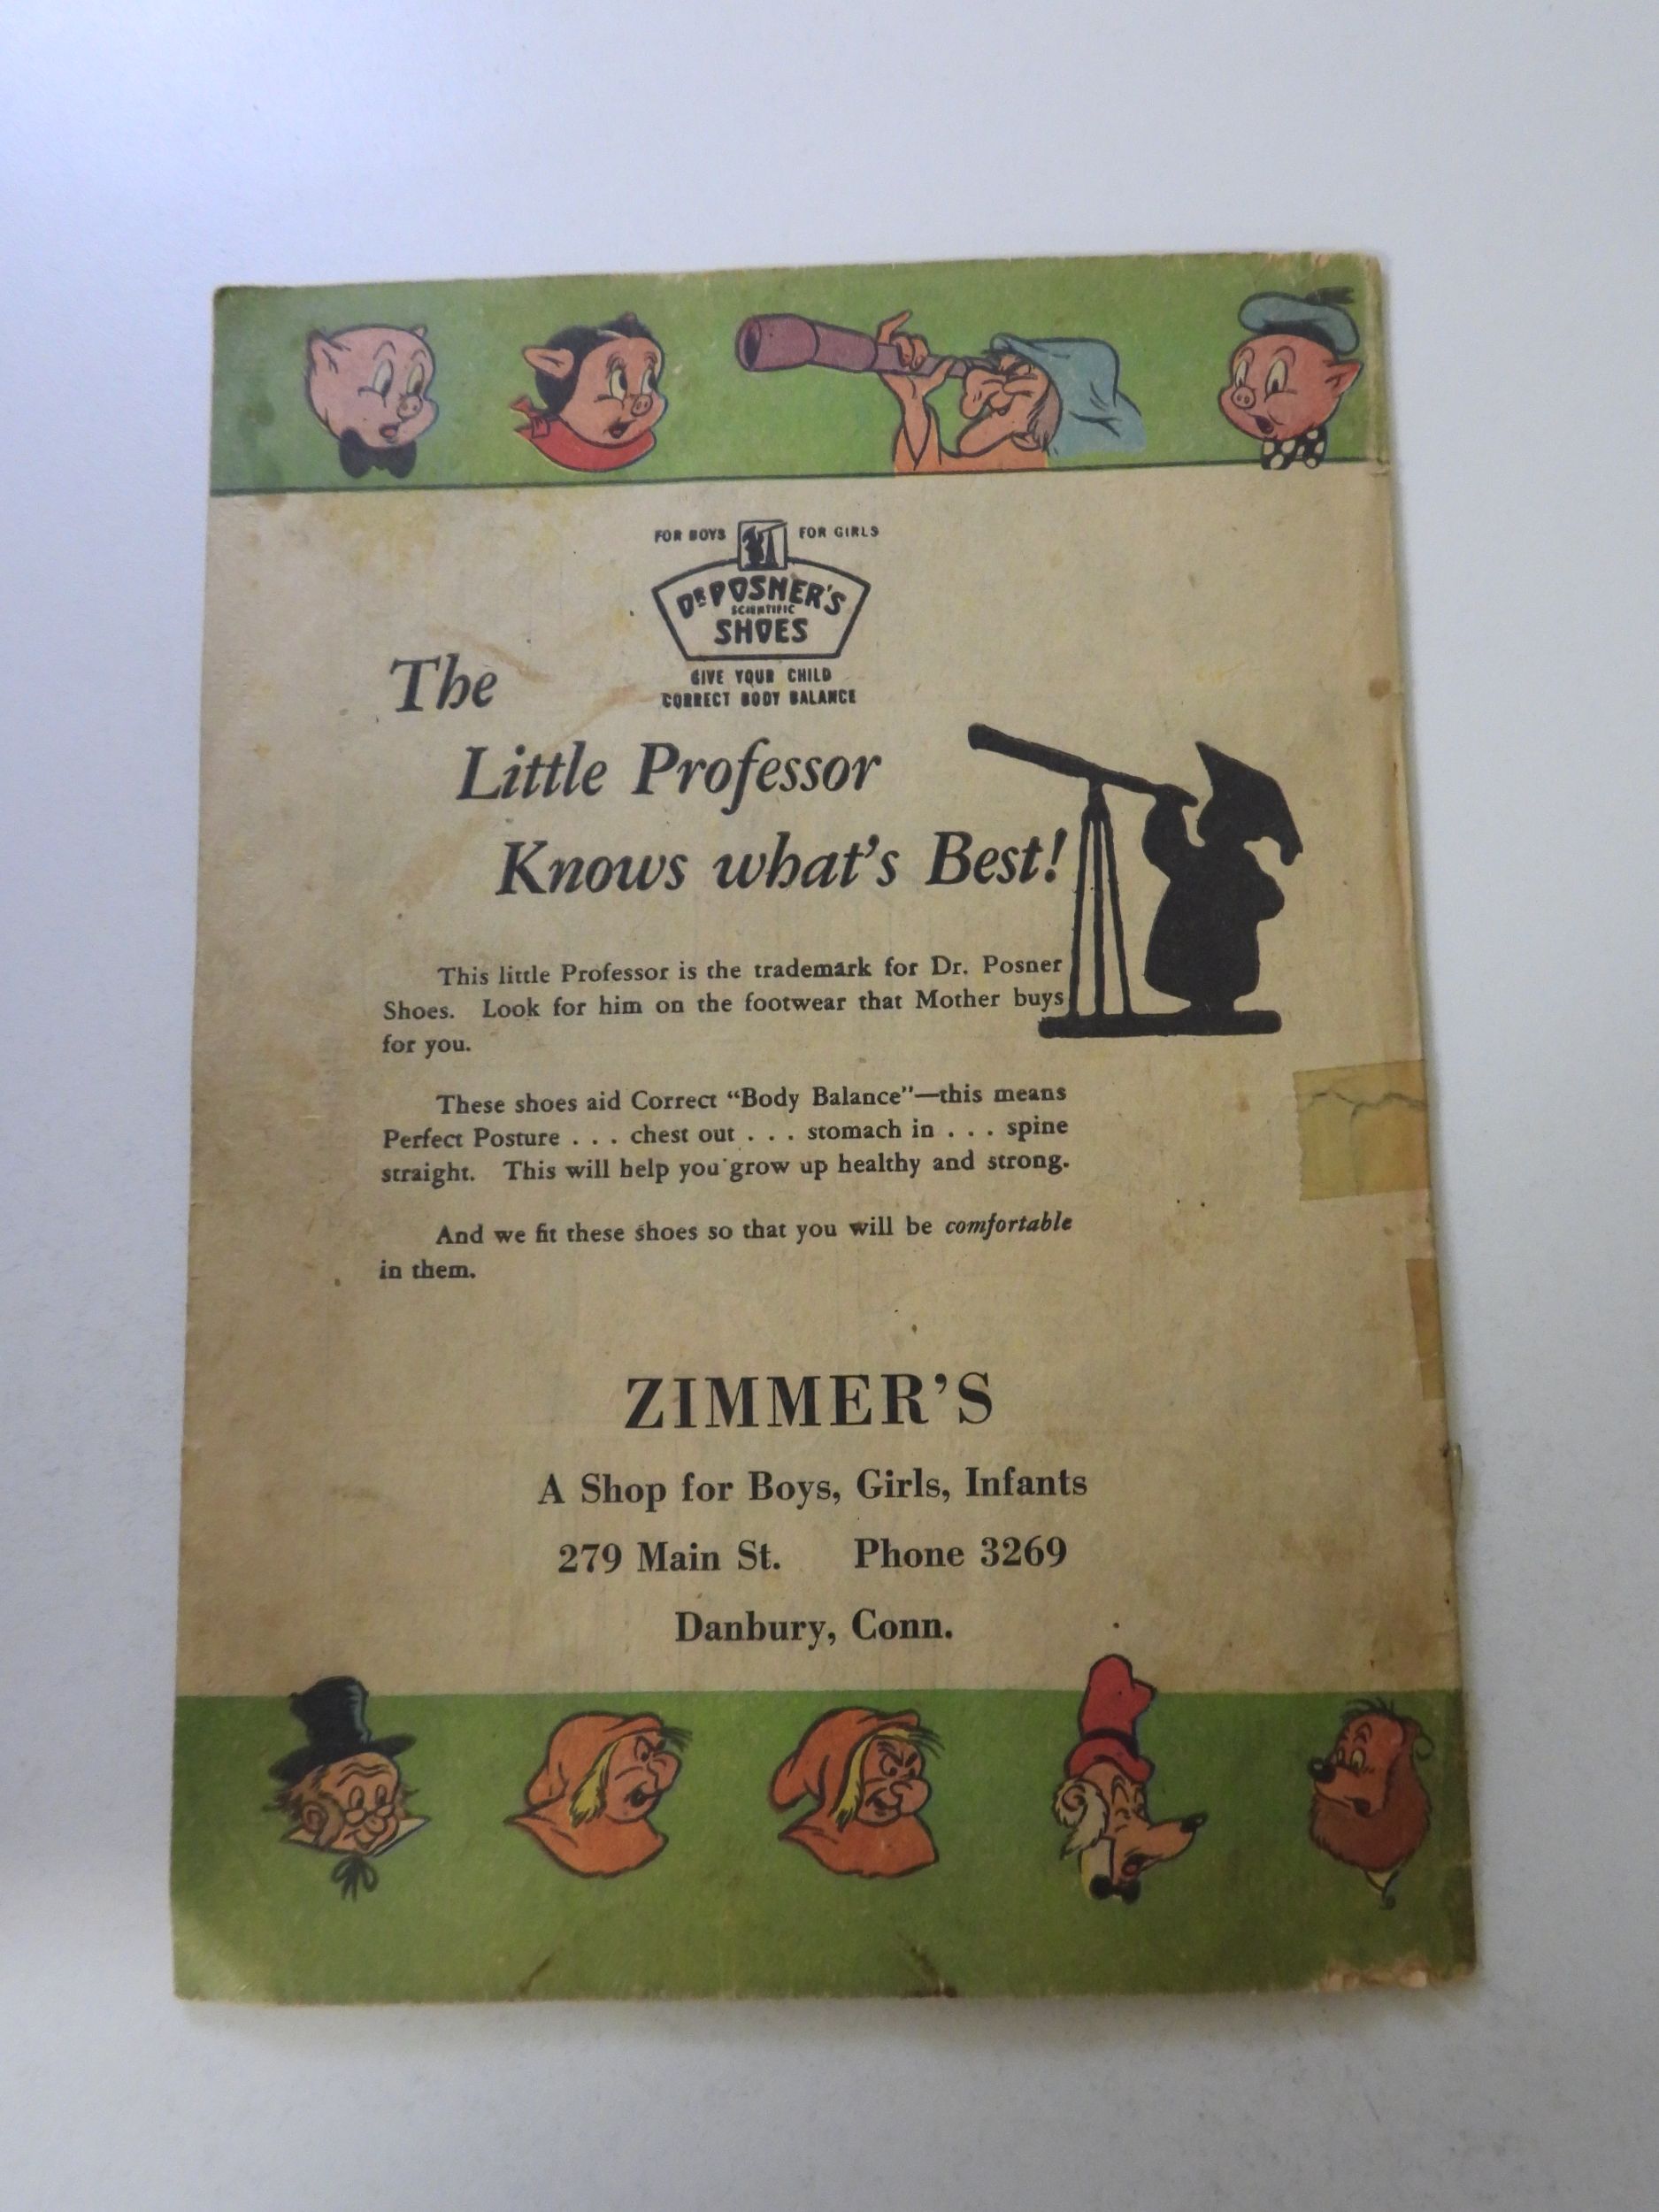 FOR BOYS FOR GIRLS
DR POSNER'S
SCIENTIFIC
SHOES
GIVE YOUR CHILD
CORRECT BODY BALANCE
The
Little Professor
Knows what's Best!
This little Professor is the trademark for Dr. Posner
Shoes. Look for him on the footwear that Mother buys
for you.
These shoes aid Correct “Body Balance”—this means
Perfect Posture . . . chest out . . . stomach in . . . spine
straight. This will help you grow up healthy and strong.
And we fit these shoes so that you will be comfortable
in them.
ZIMMER'S
A Shop for Boys, Girls, Infants
279 Main St. Phone 3269
Danbury, Conn.